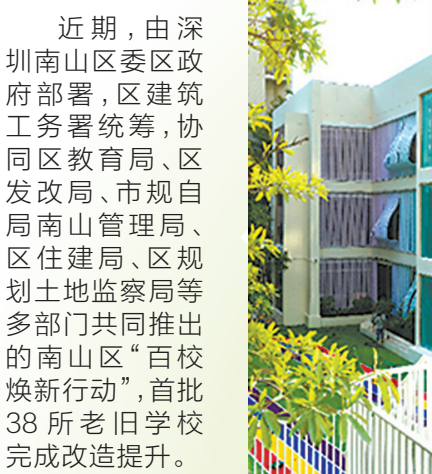 近期，由深
圳南山区委区政
府部署，区建筑
工务署统筹，协
同区教育局、区
发改局、市规自
局南山管理局、
区住建局、区规
划土地监察局等
多部门共同推出
的南山区“百校
焕新行动”，首批
38所老旧学校
完成改造提升。